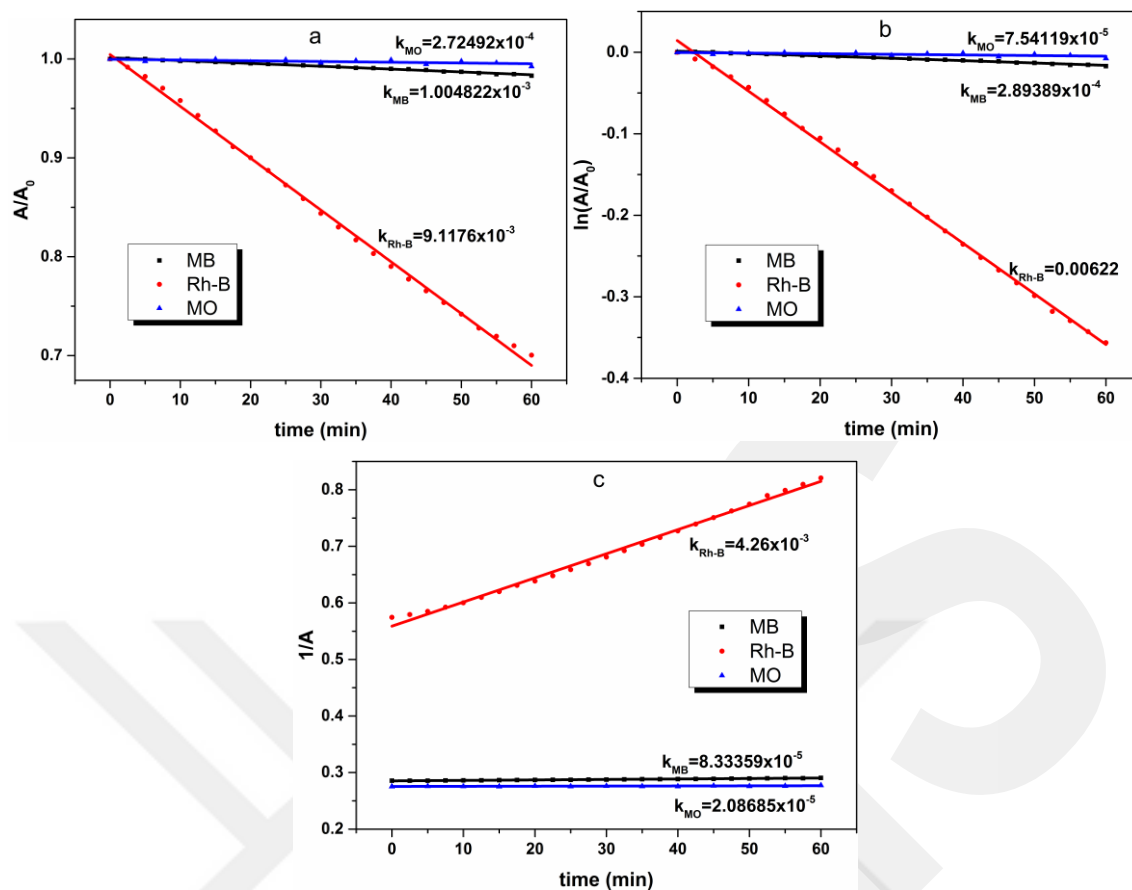 a
k_MO=2.72492x10^-4
k_MB=1.004822x10^-3
k_Rh-B=9.1176x10^-3
MB
Rh-B
MO
A/A_0
1.0
0.9
0.8
0.7
0 10 20 30 40 50 60
time (min)
b
k_MO=7.54119x10^-5
k_MB=2.89389x10^-4
k_Rh-B=0.00622
MB
Rh-B
MO
ln(A/A_0)
0.0
-0.1
-0.2
-0.3
-0.4
0 10 20 30 40 50 60
time (min)
c
k_Rh-B=4.26x10^-3
MB
Rh-B
MO
k_MB=8.33359x10^-5
k_MO=2.08685x10^-5
1/A
0.8
0.7
0.6
0.5
0.4
0.3
0.2
0 10 20 30 40 50 60
time (min)